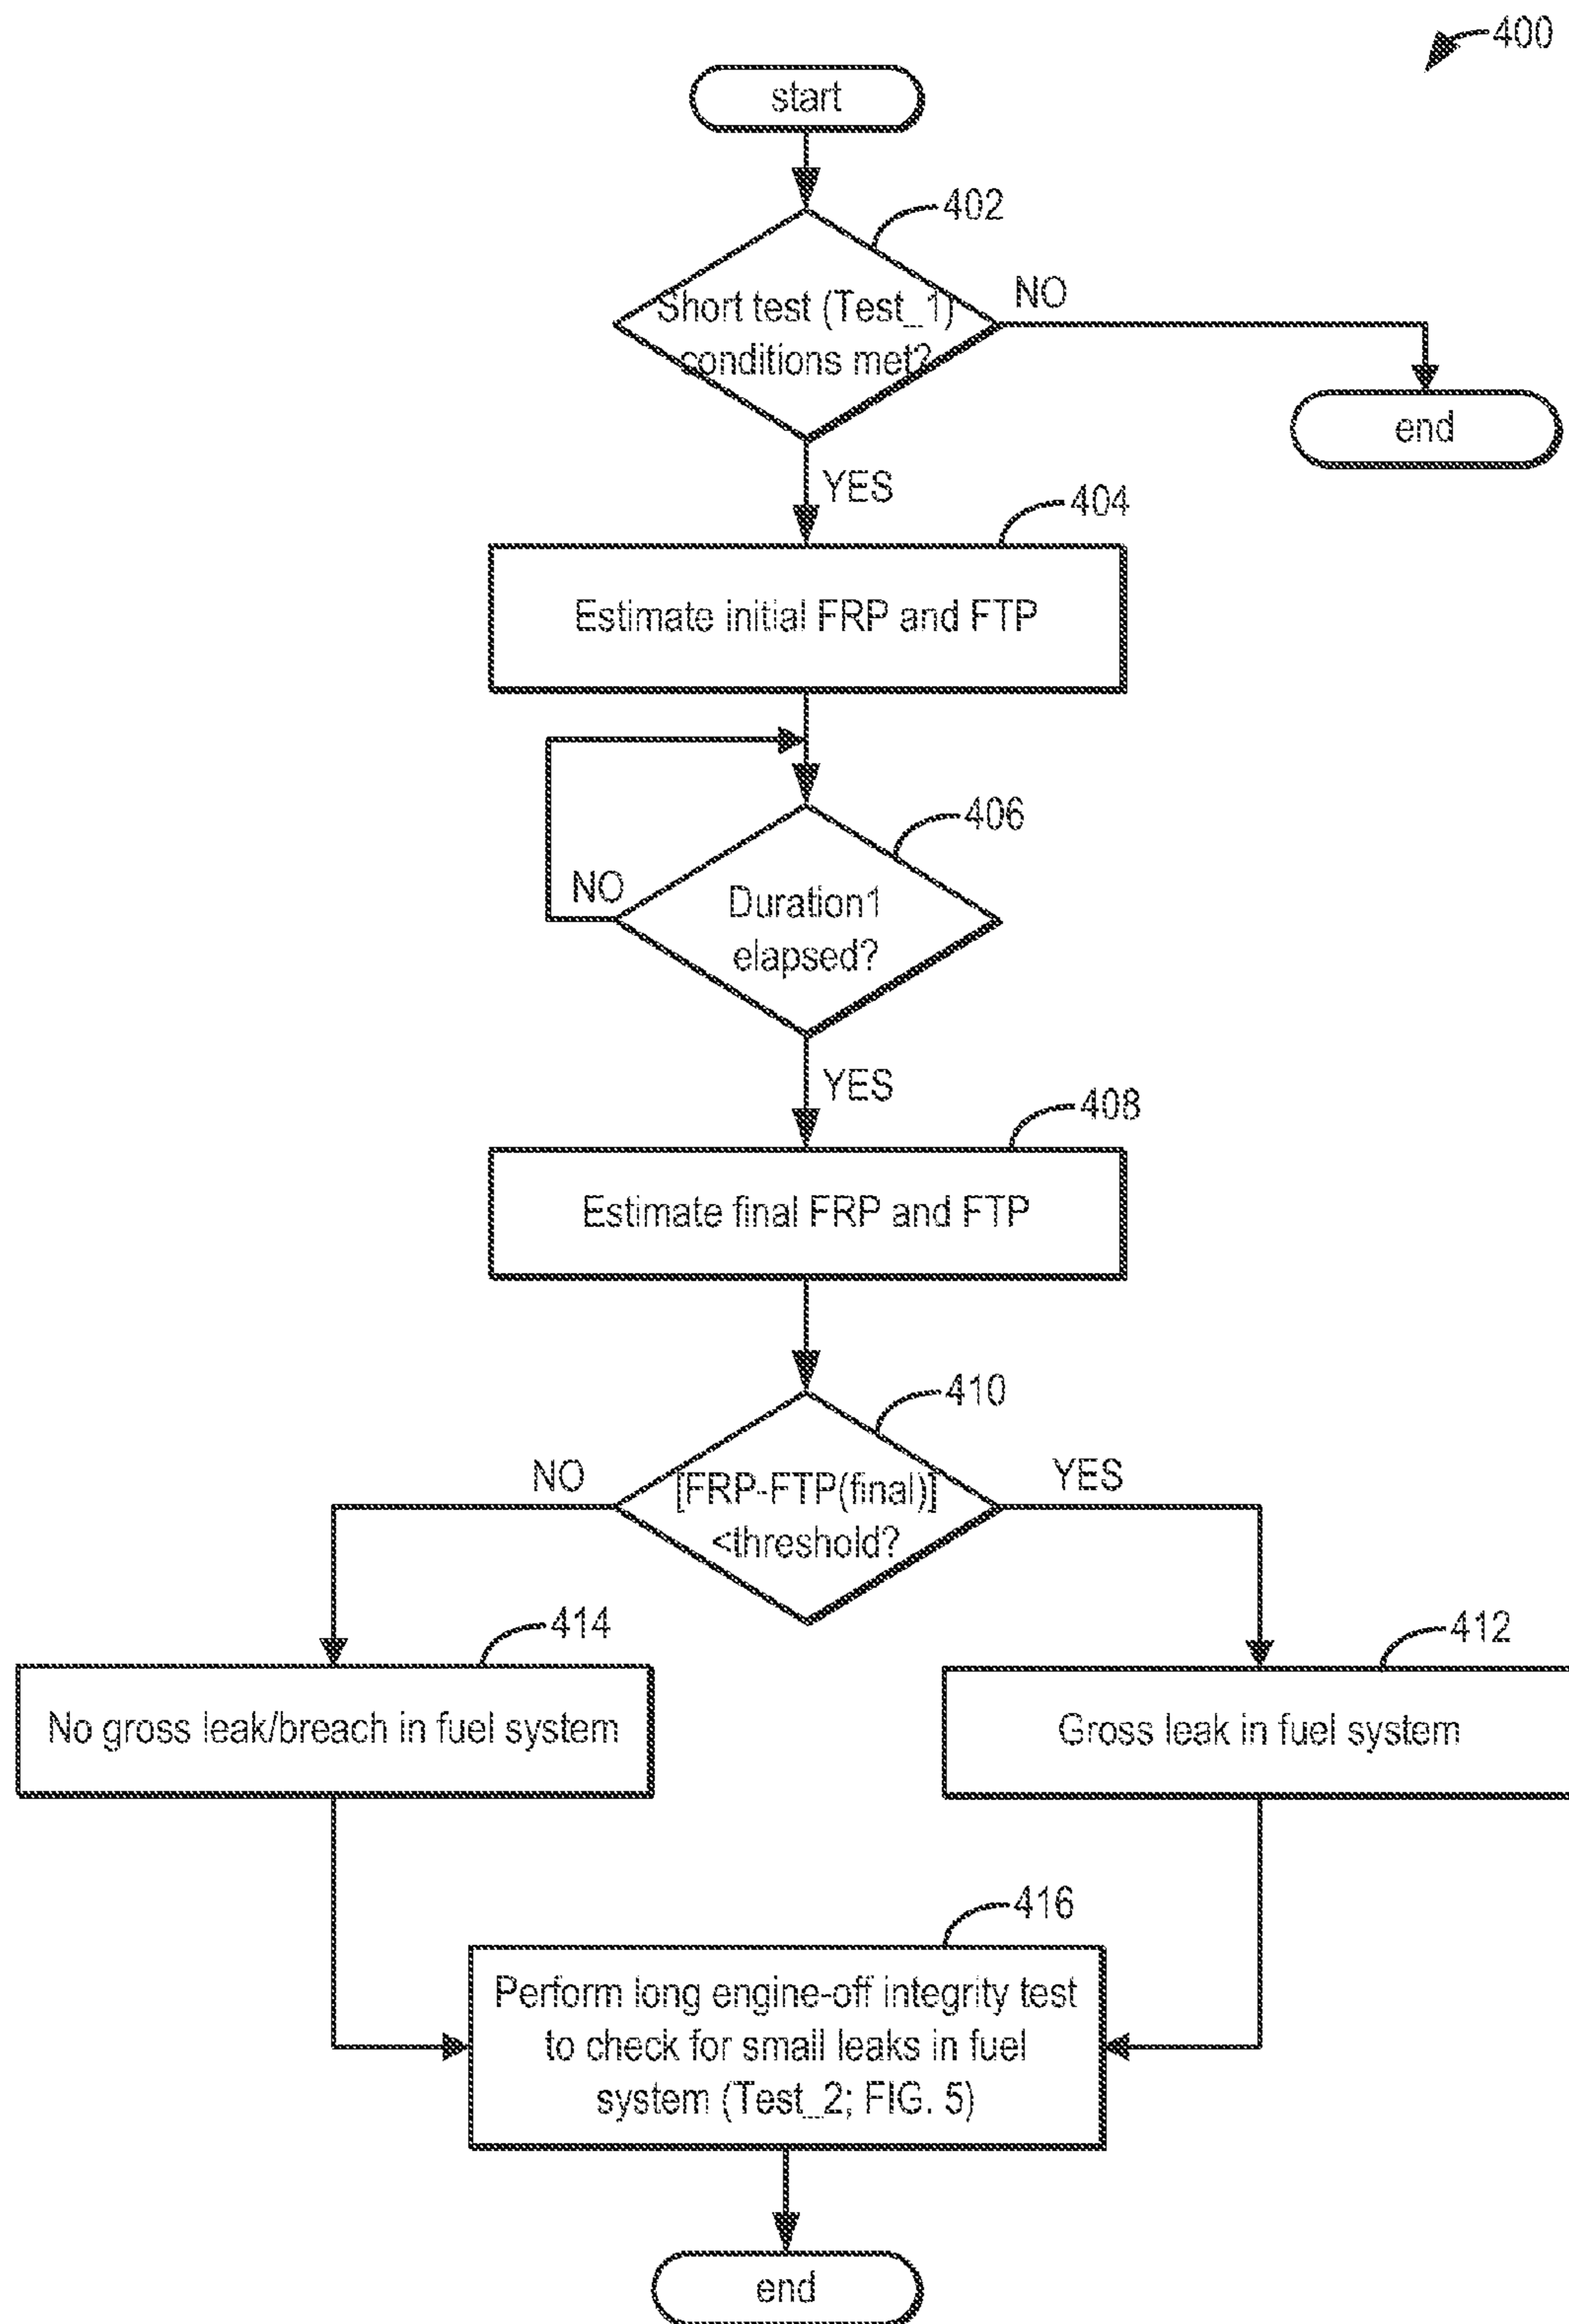 400
start
402
Short test (Test_1)
conditions met?
NO
end
YES
404
Estimate initial FRP and FTP
406
NO
Duration1
elapsed?
YES
408
Estimate final FRP and FTP
410
NO
[FRP-FTP(final)]
<threshold?
YES
414
No gross leak/breach in fuel system
412
Gross leak in fuel system
416
Perform long engine-off integrity test
to check for small leaks in fuel
system (Test_2; FIG. 5)
end